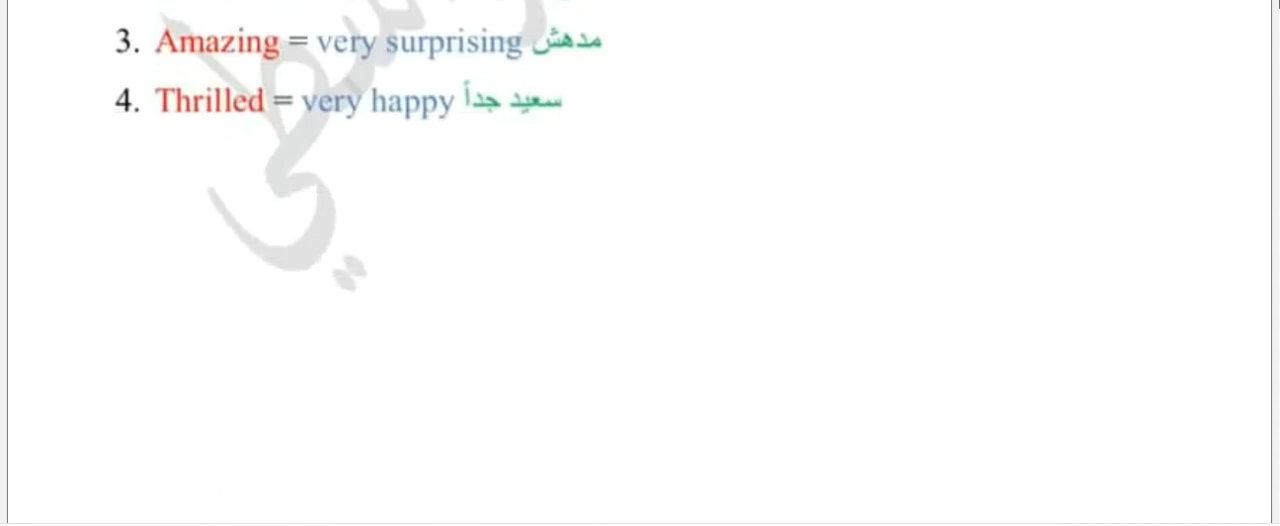 3. Amazing = very surprising مدهش
4. Thrilled = very happy سعيد جداً